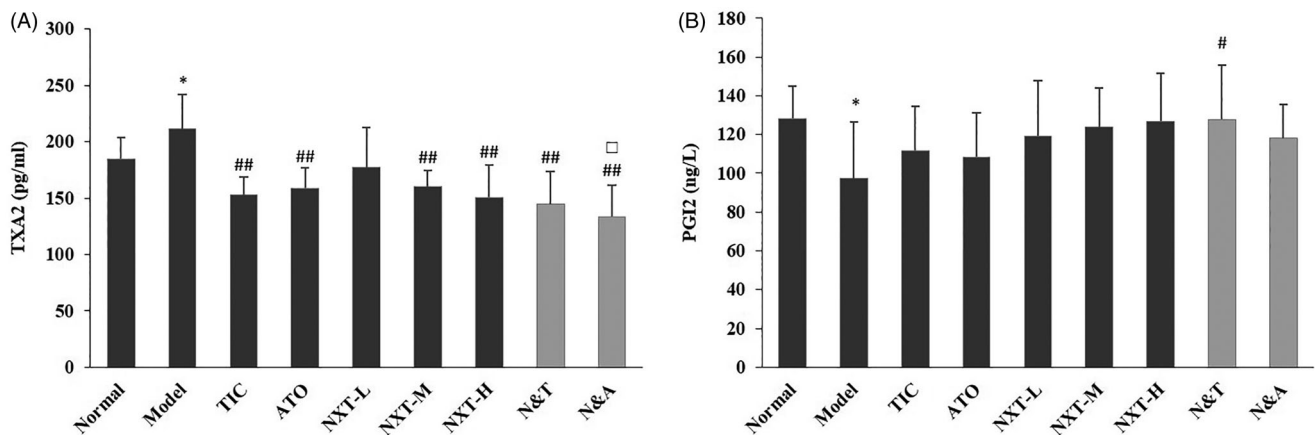 (A)
TXA2 (pg/ml)
300
250
200
150
100
50
0
*
##
##
##
##
##
□
##
Normal
Model
TIC
ATO
NXT-L
NXT-M
NXT-H
N&T
N&A
(B)
PGI2 (ng/L)
180
160
140
120
100
80
60
40
20
0
*
#
Normal
Model
TIC
ATO
NXT-L
NXT-M
NXT-H
N&T
N&A